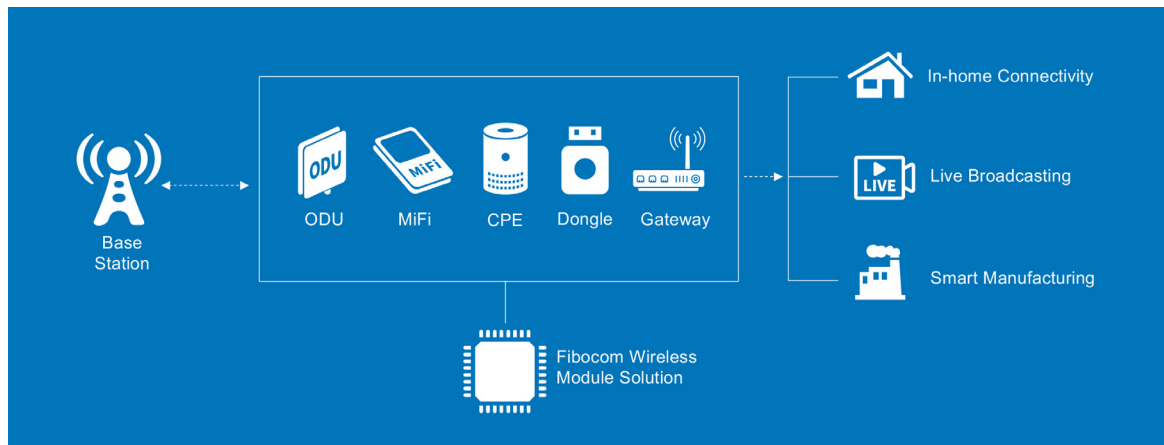 ODU
MiFi
ODU
MiFi
CPE
Dongle
Gateway
Base
Station
In-home Connectivity
LIVE
Live Broadcasting
Smart Manufacturing
Fibocom Wireless
Module Solution